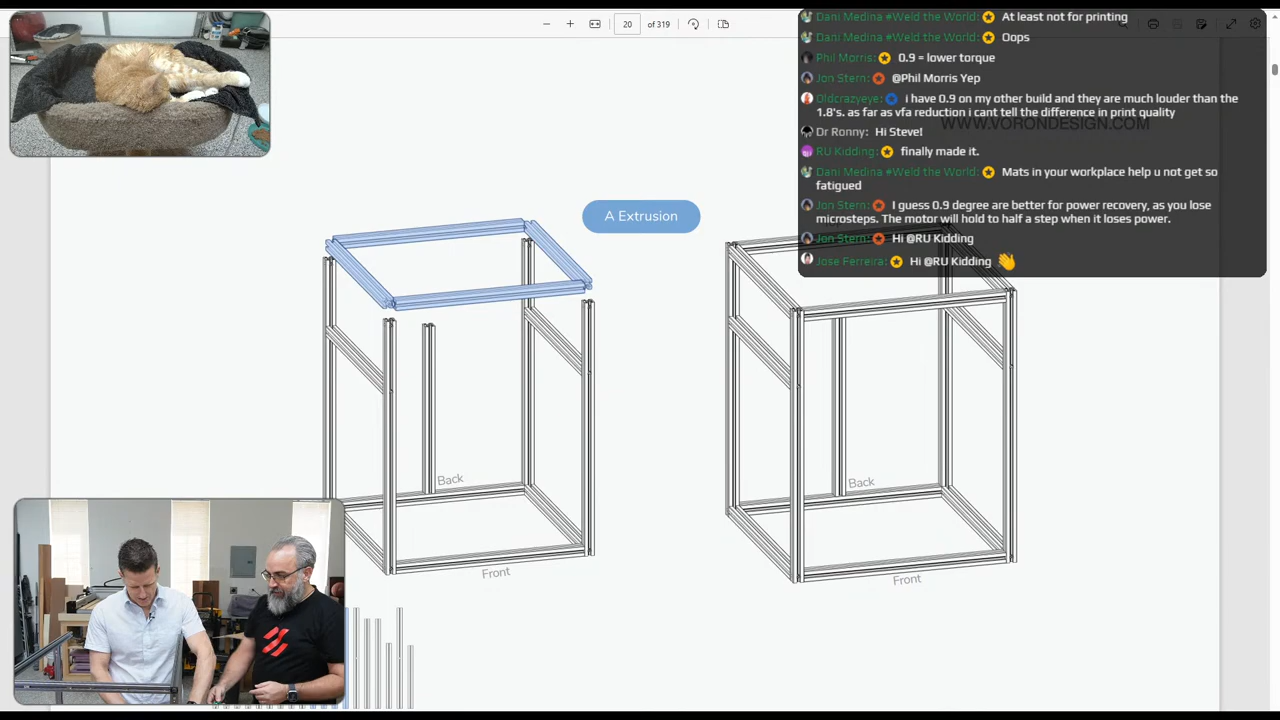 20 of 319
Dani Medina #Weld the World: At least not for printing
Dani Medina #Weld the World: Oops
Phil Morris: 0.9 = lower torque
Jon Stern: @Phil Morris Yep
Oldcrazyeye: i have 0.9 on my other build and they are much louder than the
1.8's. as far as vfa reduction i cant tell the difference in print quality
WWW.VORONDESIGN.COM
Dr Ronny: Hi Steve!
RU Kidding: finally made it.
Dani Medina #Weld the World: Mats in your workplace help u not get so
fatigued
Jon Stern: I guess 0.9 degree are better for power recovery, as you lose
microsteps. The motor will hold to half a step when it loses power.
Jon Stern: Hi @RU Kidding
Jose Ferreira: Hi @RU Kidding 👋
A Extrusion
Back
Front
Back
Front